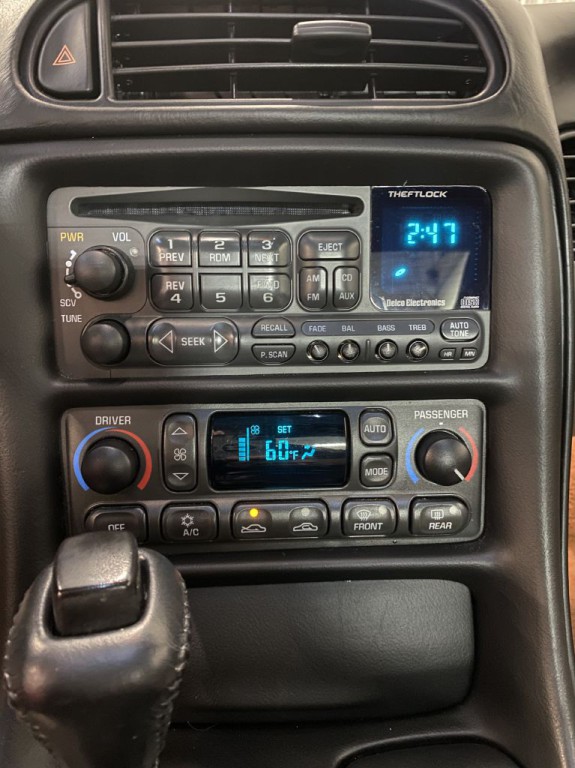 THEFTLOCK
2:47
PWR VOL
1 PREV 2 RDM 3 NEXT
EJECT
REV 4 5 6
AM FM CD AUX
SCV
Delco Electronics
TUNE
SEEK
RECALL FADE BAL BASS TREB AUTO TONE
P.SCAN HR MN
DRIVER
PASSENGER
SET
60°F
AUTO
MODE
OFF A/C FRONT REAR